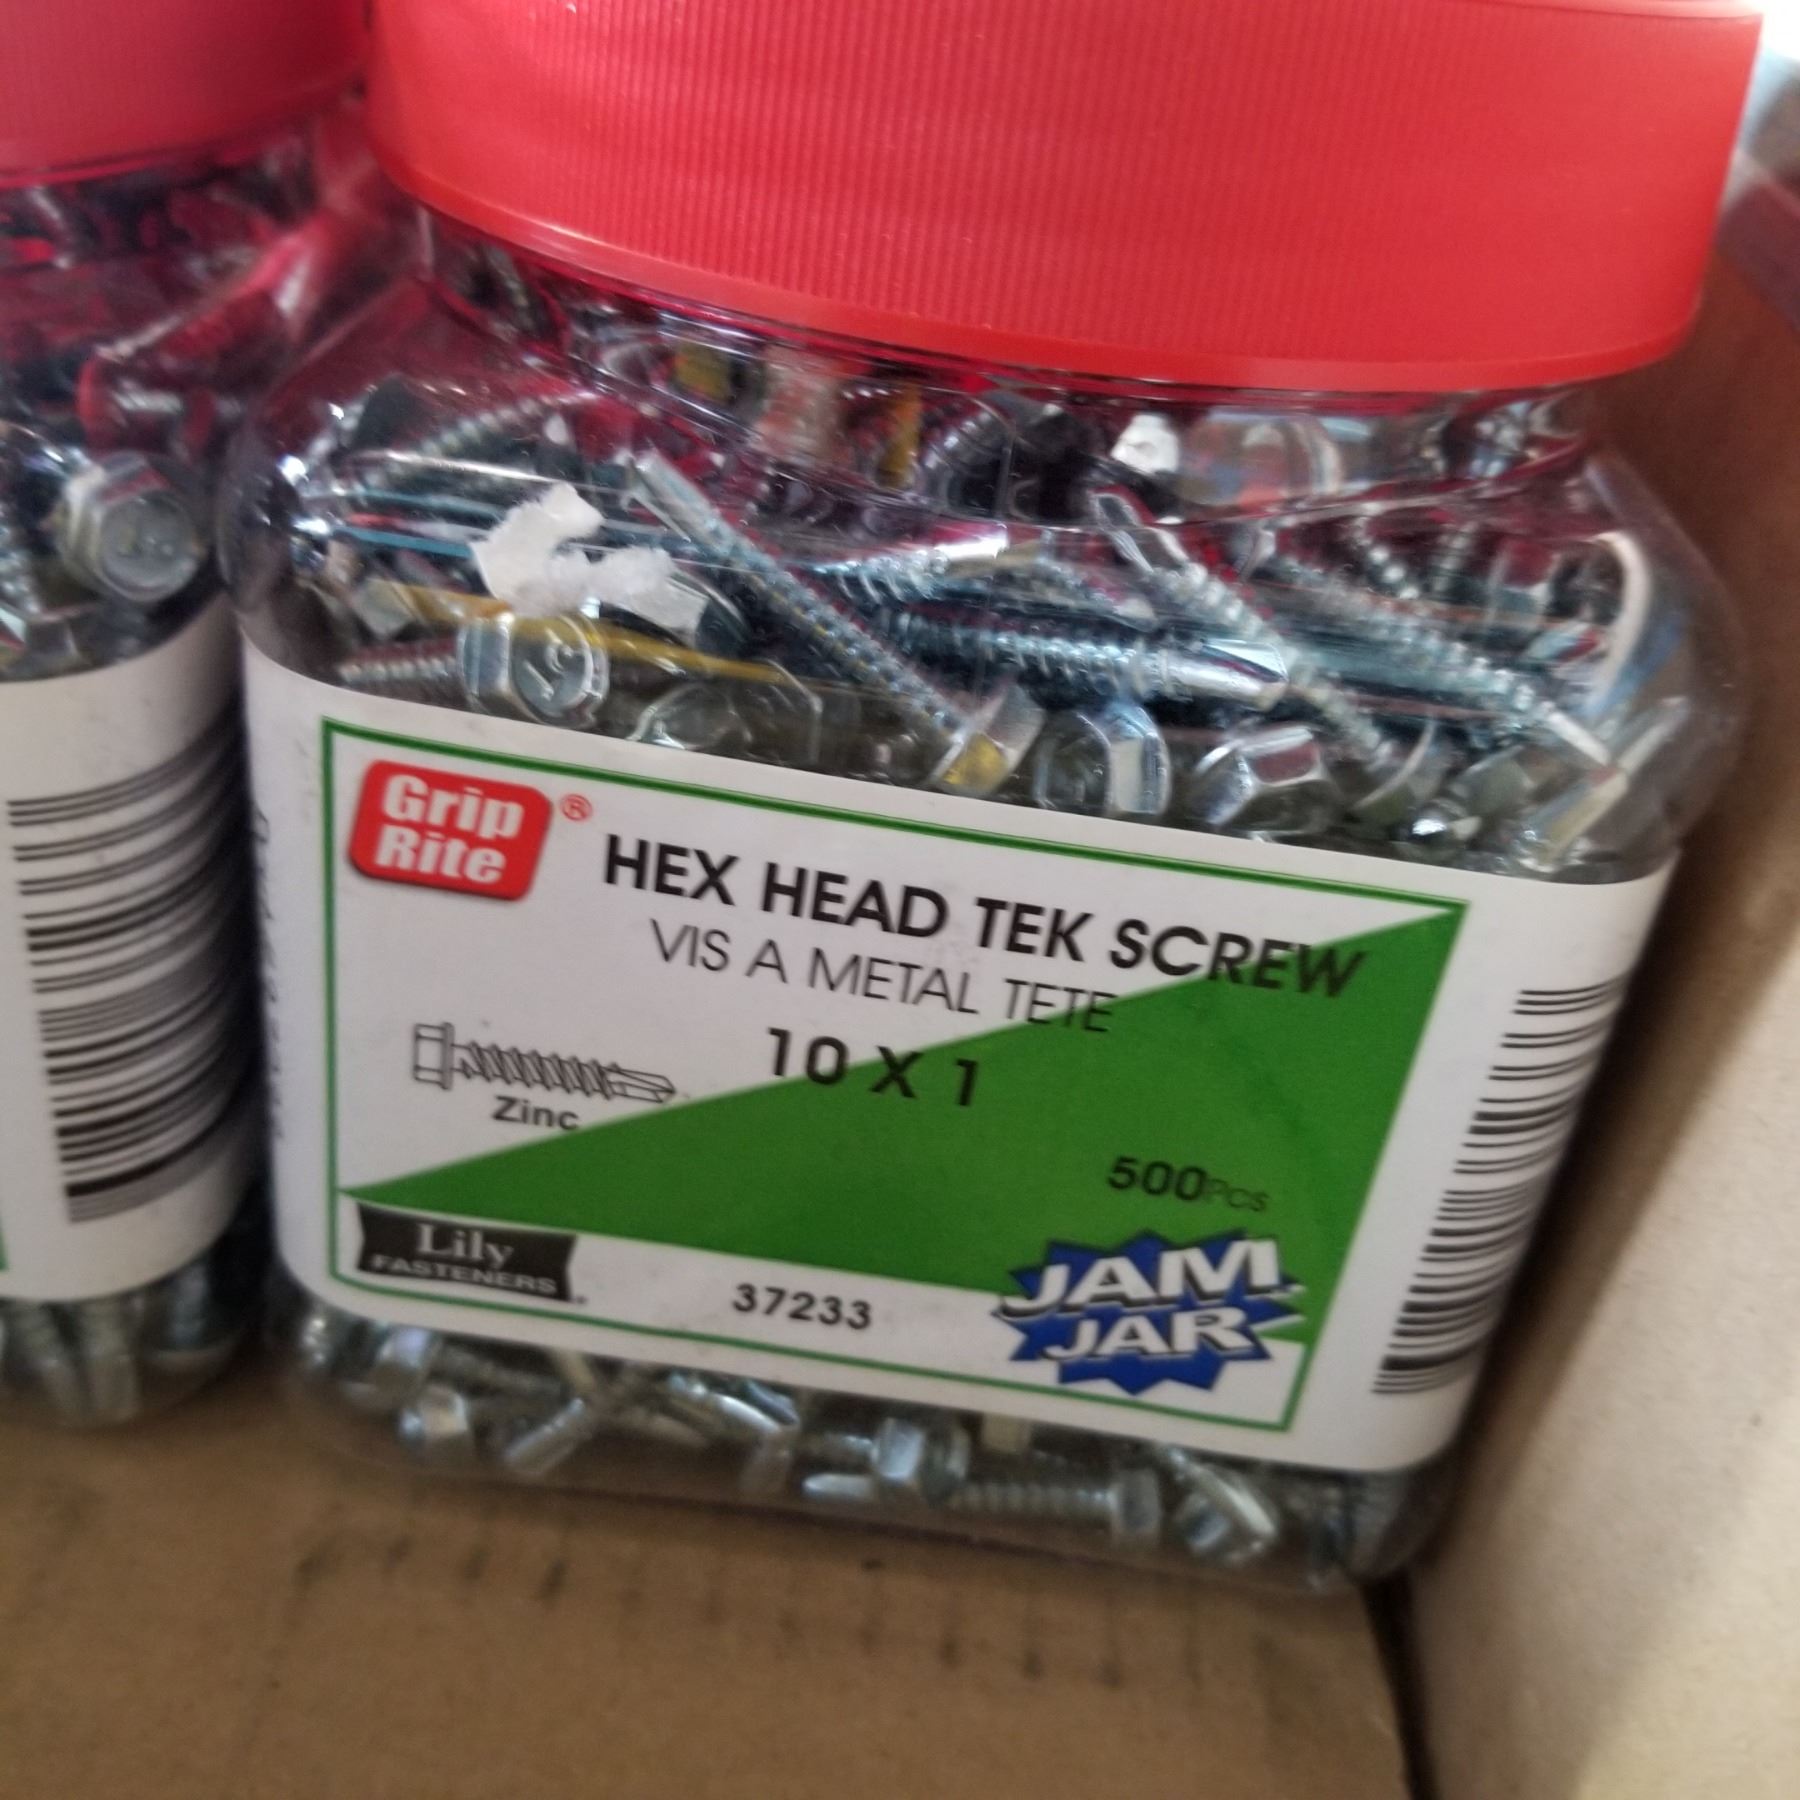 Grip
Rite
®
HEX HEAD TEK SCREW
VIS A METAL TETE
10 X 1
Zinc
500Pcs
Lily
FASTENERS
37233
JAM
JAR